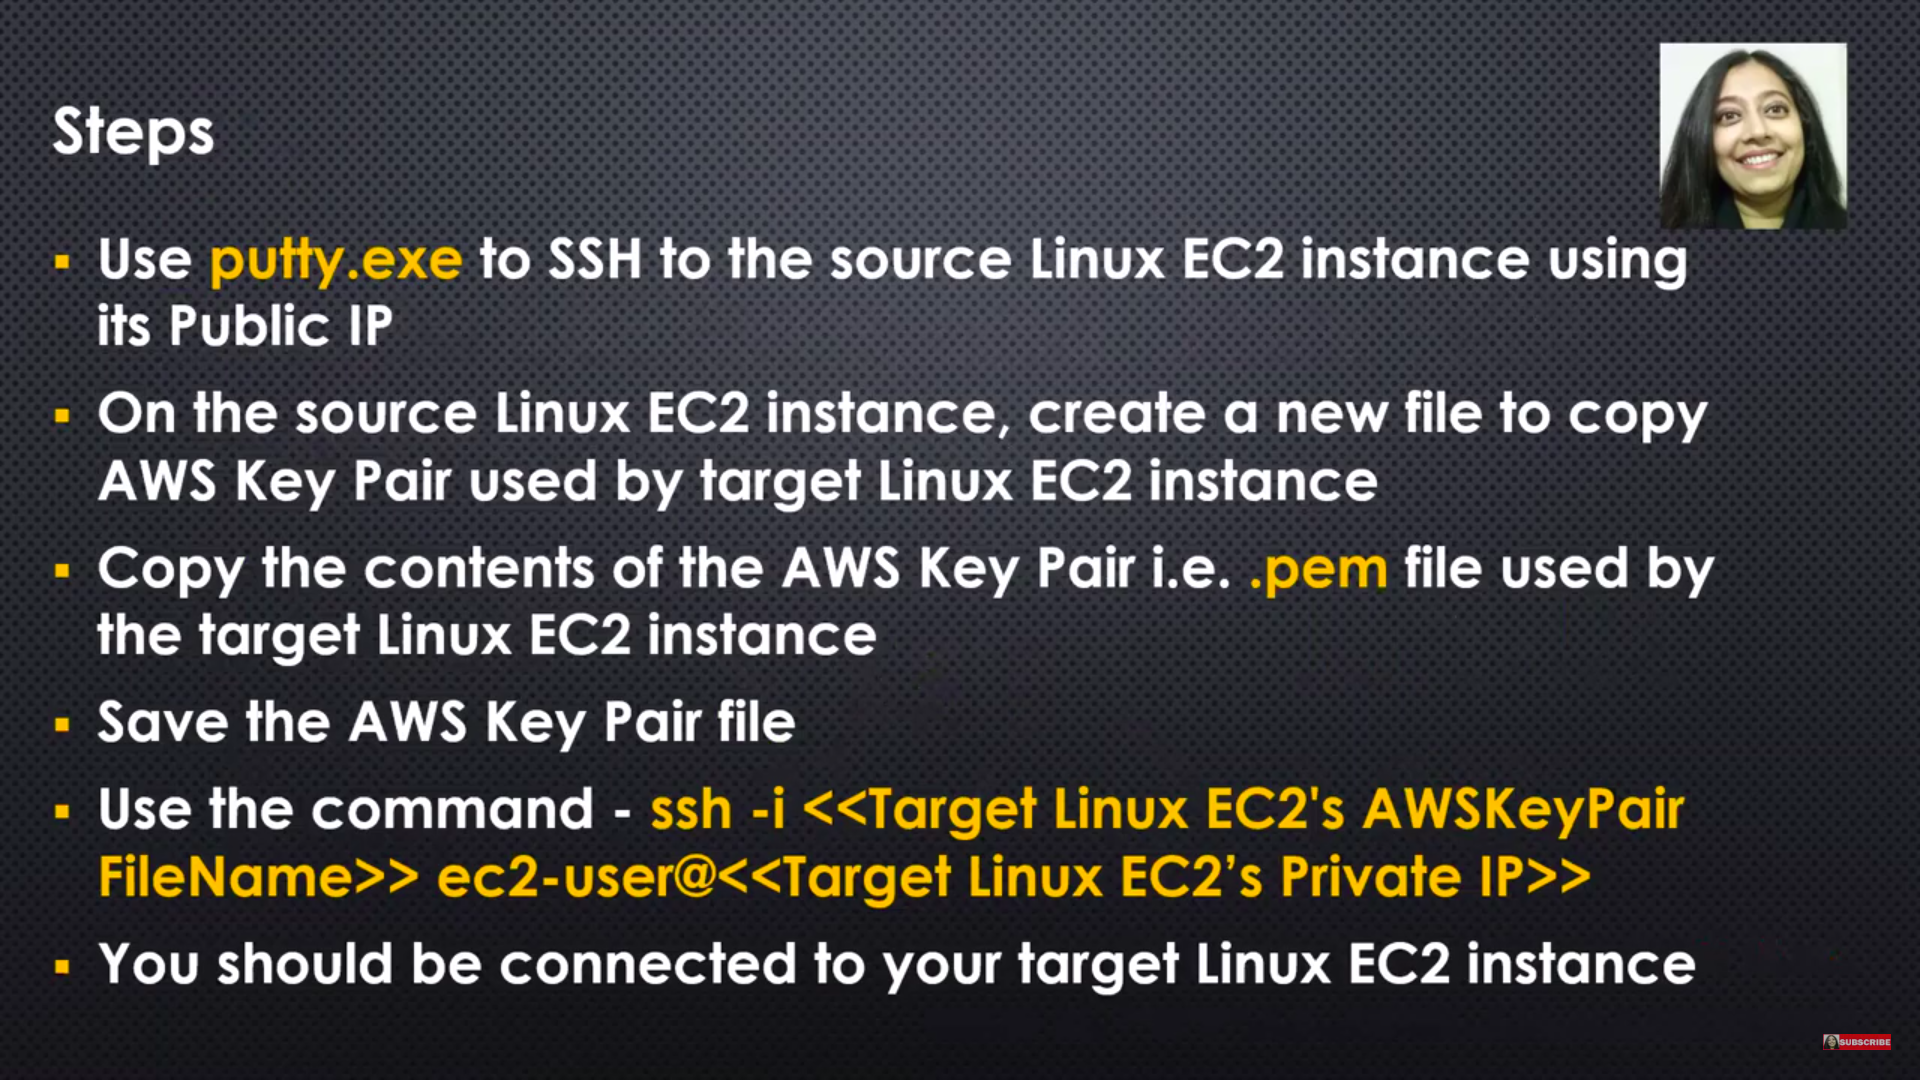 Steps
Use putty.exe to SSH to the source Linux EC2 instance using
its Public IP
On the source Linux EC2 instance, create a new file to copy
AWS Key Pair used by target Linux EC2 instance
Copy the contents of the AWS Key Pair i.e. .pem file used by
the target Linux EC2 instance
Save the AWS Key Pair file
Use the command - ssh -i <<Target Linux EC2's AWSKeyPair
FileName>> ec2-user@<<Target Linux EC2’s Private IP>>
You should be connected to your target Linux EC2 instance
SUBSCRIBE